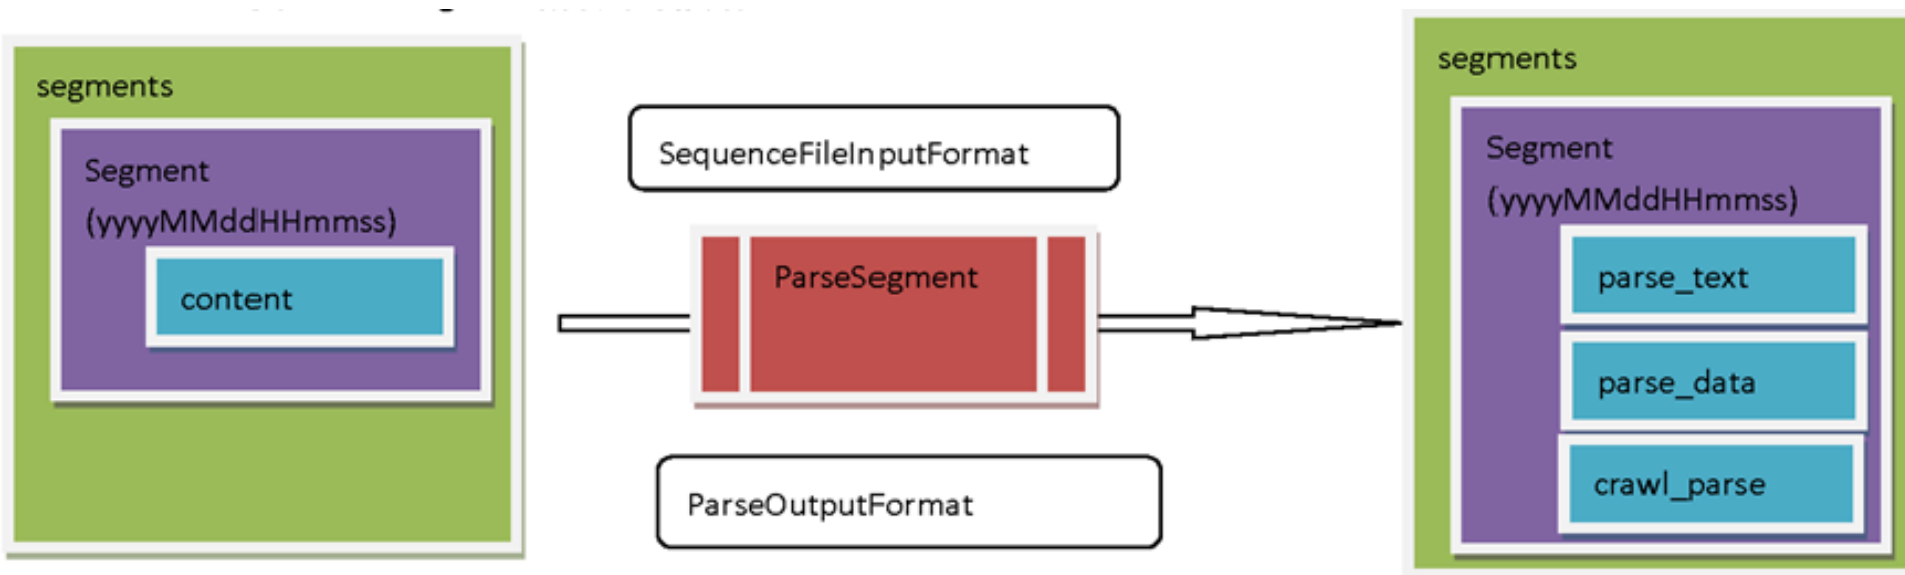 segments
Segment
(yyyyMMddHHmmss)
content
SequenceFileInputFormat
ParseSegment
ParseOutputFormat
segments
Segment
(yyyyMMddHHmmss)
parse_text
parse_data
crawl_parse